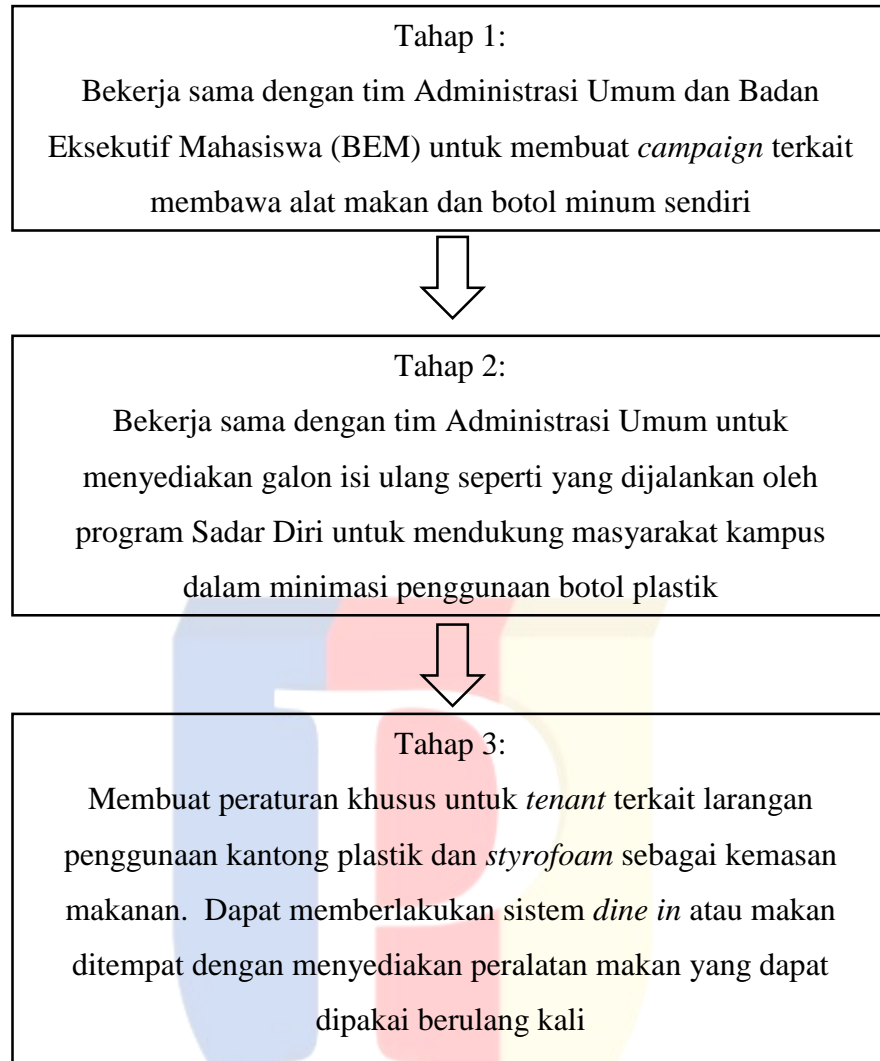 Tahap 1:
Bekerja sama dengan tim Administrasi Umum dan Badan
Eksekutif Mahasiswa (BEM) untuk membuat campaign terkait
membawa alat makan dan botol minum sendiri
Tahap 2:
Bekerja sama dengan tim Administrasi Umum untuk
menyediakan galon isi ulang seperti yang dijalankan oleh
program Sadar Diri untuk mendukung masyarakat kampus
dalam minimasi penggunaan botol plastik
Tahap 3:
Membuat peraturan khusus untuk tenant terkait larangan
penggunaan kantong plastik dan styrofoam sebagai kemasan
makanan.  Dapat memberlakukan sistem dine in atau makan
ditempat dengan menyediakan peralatan makan yang dapat
dipakai berulang kali